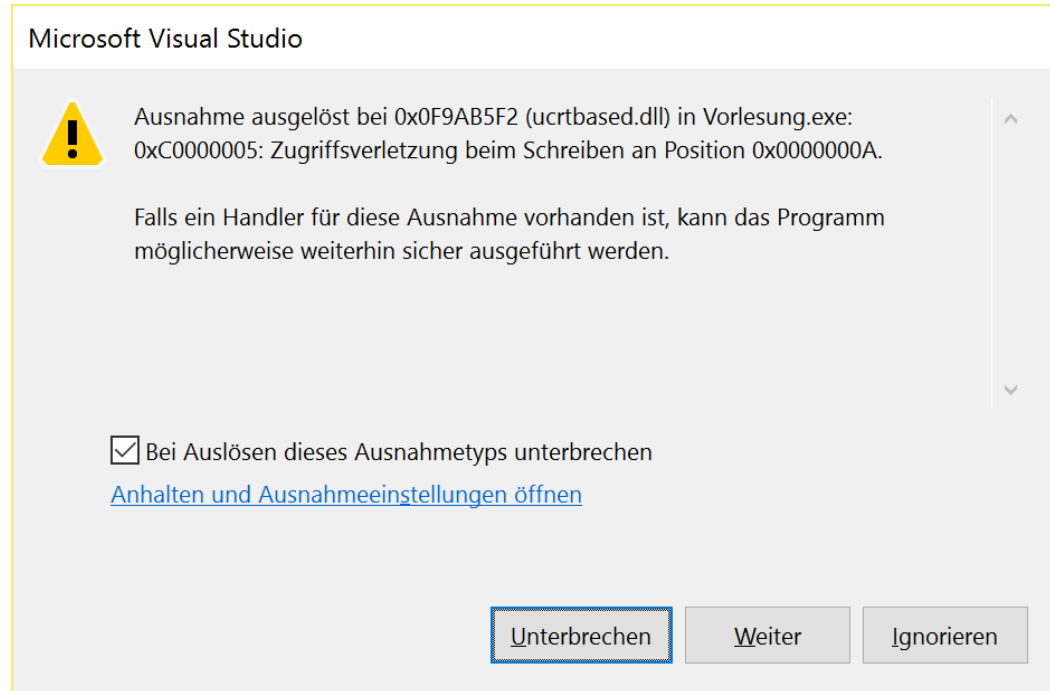 Microsoft Visual Studio
Ausnahme ausgelöst bei 0x0F9AB5F2 (ucrtbased.dll) in Vorlesung.exe:
0xC0000005: Zugriffsverletzung beim Schreiben an Position 0x0000000A.
Falls ein Handler für diese Ausnahme vorhanden ist, kann das Programm
möglicherweise weiterhin sicher ausgeführt werden.
Bei Auslösen dieses Ausnahmetyps unterbrechen
Anhalten und Ausnahmeeinstellungen öffnen
Unterbrechen
Weiter
Ignorieren